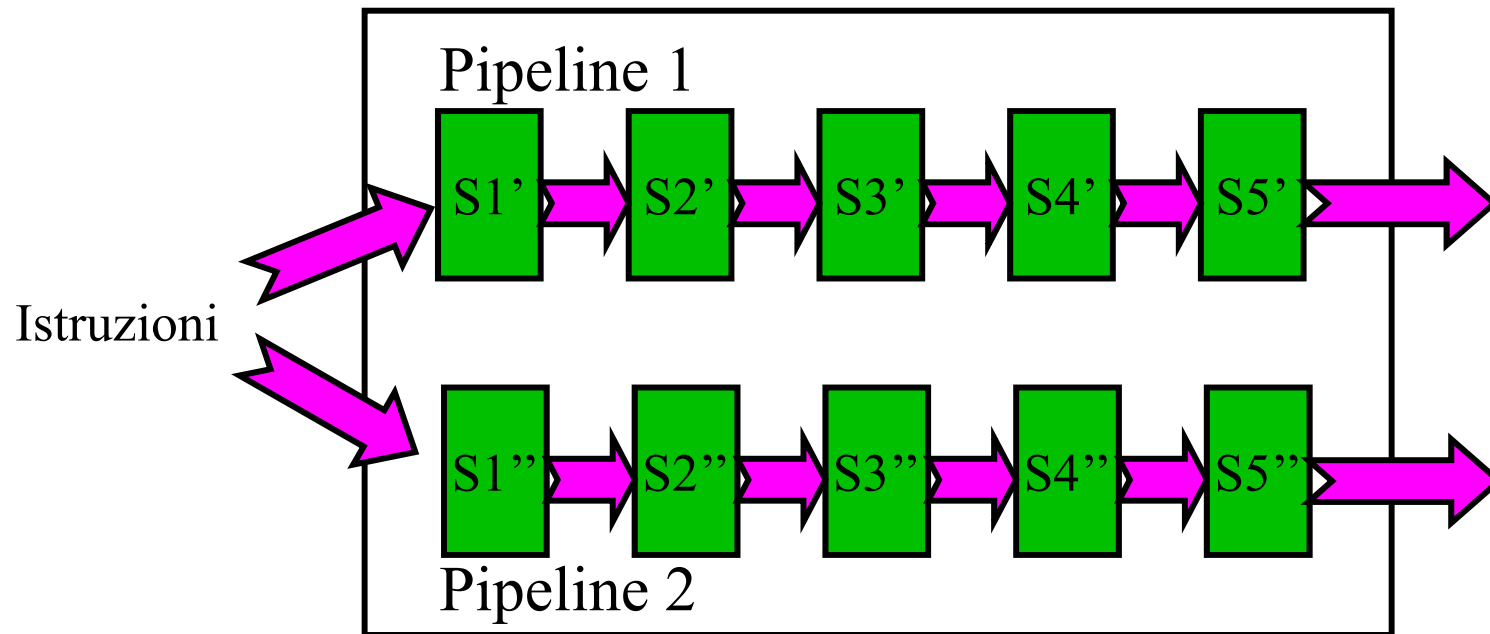 Pipeline 1
S1’ S2’ S3’ S4’ S5’
Istruzioni
S1” S2” S3” S4” S5”
Pipeline 2